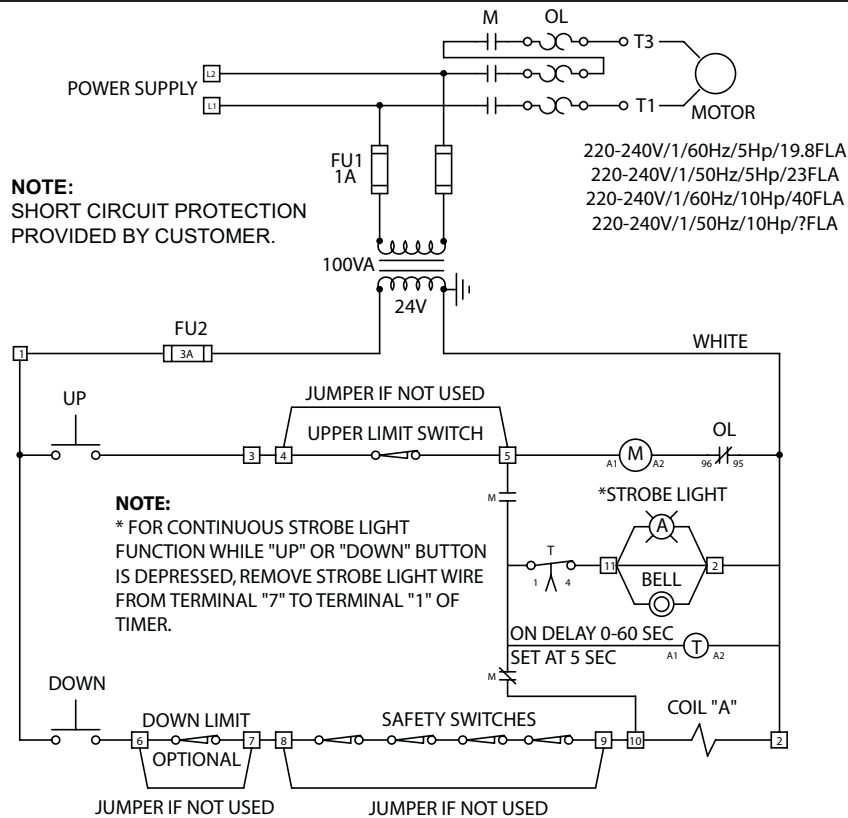 M OL
T3
L2
POWER SUPPLY
L1
T1
MOTOR
FU1
1A
220-240V/1/60Hz/5Hp/19.8FLA
220-240V/1/50Hz/5Hp/23FLA
220-240V/1/60Hz/10Hp/40FLA
220-240V/1/50Hz/10Hp/?FLA
NOTE:
SHORT CIRCUIT PROTECTION
PROVIDED BY CUSTOMER.
100VA
24V
FU2
1 3A
WHITE
JUMPER IF NOT USED
UP
UPPER LIMIT SWITCH
OL
3 4 5 A1 M A2 96 95
M
*STROBE LIGHT
A
NOTE:
* FOR CONTINUOUS STROBE LIGHT
FUNCTION WHILE "UP" OR "DOWN" BUTTON
IS DEPRESSED, REMOVE STROBE LIGHT WIRE
FROM TERMINAL "7" TO TERMINAL "1" OF
TIMER.
T
1 4 11 2
BELL
ON DELAY 0-60 SEC
SET AT 5 SEC
A1 T A2
M
DOWN
DOWN LIMIT
SAFETY SWITCHES
COIL "A"
6 7 8 9 10 2
OPTIONAL
JUMPER IF NOT USED
JUMPER IF NOT USED